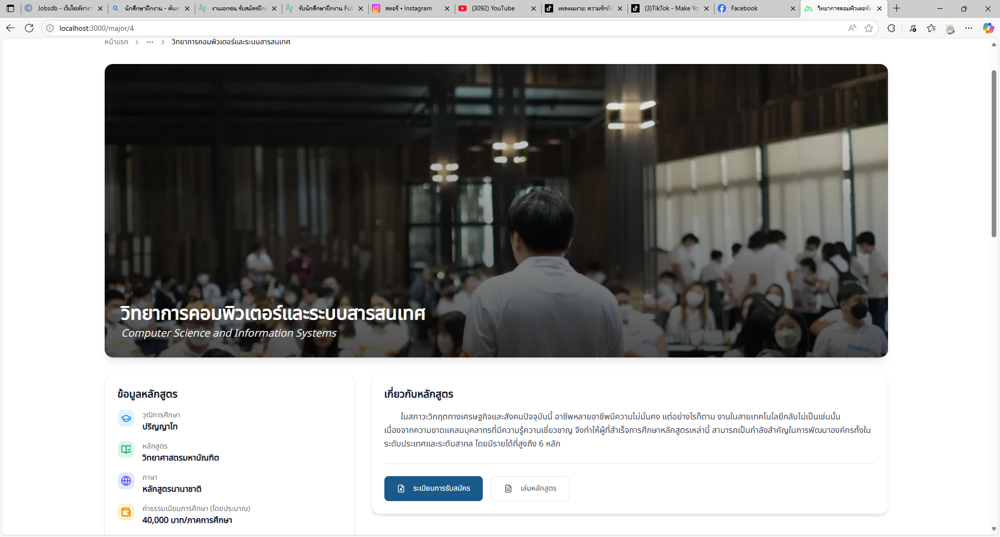 Jobsdb - เว็บไซต์หางา
นักศึกษาฝึกงาน - ค้นห
งานเอกชน รับสมัครฝึก
รับนักศึกษาฝึกงาน Full
สตอรี่ • Instagram
(3092) YouTube
เพลงงมงาย: ความรักที่
(3)TikTok - Make Yo
Facebook
วิทยาการคอมพิวเตอร์แ
localhost:3000/major/4
หน้าแรก > ... > วิทยาการคอมพิวเตอร์และระบบสารสนเทศ
วิทยาการคอมพิวเตอร์และระบบสารสนเทศ
Computer Science and Information Systems
ข้อมูลหลักสูตร
วุฒิการศึกษา
ปริญญาโท
หลักสูตร
วิทยาศาสตรมหาบัณฑิต
ภาษา
หลักสูตรนานาชาติ
ค่าธรรมเนียมการศึกษา (โดยประมาณ)
40,000 บาท/ภาคการศึกษา
เกี่ยวกับหลักสูตร
ในสภาวะวิกฤตทางเศรษฐกิจและสังคมปัจจุบันนี้ อาชีพหลายอาชีพมีความไม่มั่นคง แต่อย่างไรก็ตาม งานในสายเทคโนโลยีกลับไม่เป็นเช่นนั้น
เนื่องจากความขาดแคลนบุคลากรที่มีความรู้ความเชี่ยวชาญ จึงทำให้ผู้ที่สำเร็จการศึกษาหลักสูตรเหล่านี้ สามารถเป็นกำลังสำคัญในการพัฒนาองค์กรทั้งใน
ระดับประเทศและระดับสากล โดยมีรายได้ที่สูงถึง 6 หลัก
ระเบียบการรับสมัคร
เล่มหลักสูตร